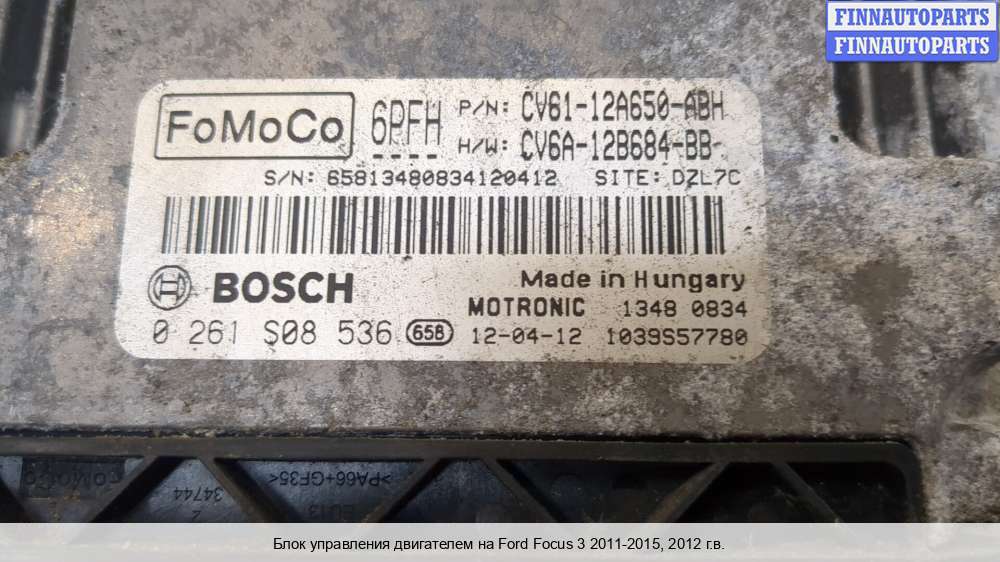 FINNAUTOPARTS
FINNAUTOPARTS
FoMoCo 6PFH P/N: CV61-12A650-ABH
H/W: CV6A-12B684-BB
S/N: 65813480834120412 SITE: DZL7C
BOSCH Made in Hungary
MOTRONIC 1348 0834
0 261 S08 536 658 12-04-12 1039S57780
>PA66+GF35<
FoMoCo
34744
Блок управления двигателем на Ford Focus 3 2011-2015, 2012 г.в.